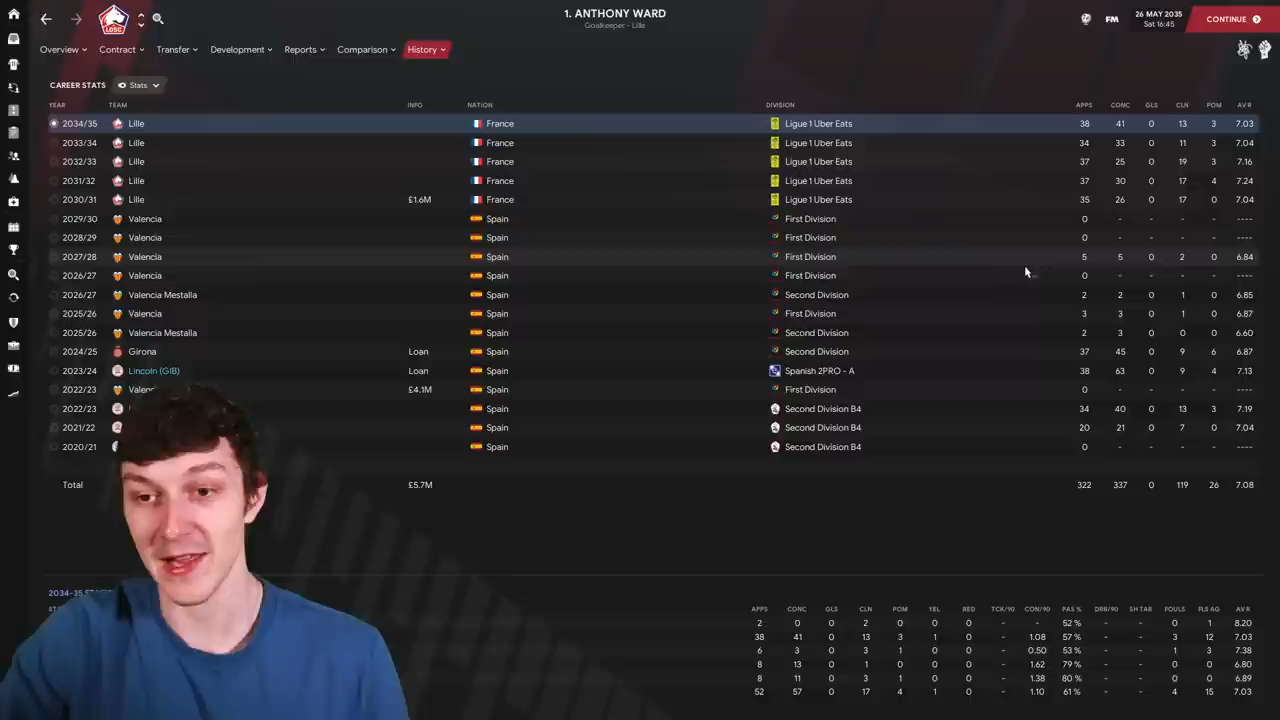 1. ANTHONY WARD
Goalkeeper - Lille
26 MAY 2035
Sat 16:45
FM
CONTINUE
LOSC
Overview Contract Transfer Development Reports Comparison History
CAREER STATS Stats
YEAR TEAM INFO NATION DIVISION APPS CONC GLS CLN POM AV R
2034/35 Lille France Ligue 1 Uber Eats 38 41 0 13 3 7.03
2033/34 Lille France Ligue 1 Uber Eats 34 33 0 11 3 7.04
2032/33 Lille France Ligue 1 Uber Eats 37 25 0 19 3 7.16
2031/32 Lille France Ligue 1 Uber Eats 37 30 0 17 4 7.24
2030/31 Lille £1.6M France Ligue 1 Uber Eats 35 26 0 17 0 7.04
2029/30 Valencia Spain First Division 0 - - - - ----
2028/29 Valencia Spain First Division 0 - - - - ----
2027/28 Valencia Spain First Division 5 5 0 2 0 6.84
2026/27 Valencia Spain First Division 0 - - - - ----
2026/27 Valencia Mestalla Spain Second Division 2 2 0 1 0 6.85
2025/26 Valencia Spain First Division 3 3 0 1 0 6.87
2025/26 Valencia Mestalla Spain Second Division 2 3 0 0 0 6.60
2024/25 Girona Loan Spain Second Division 37 45 0 9 6 6.87
2023/24 Lincoln (GIB) Loan Spain Spanish 2PRO - A 38 63 0 9 4 7.13
2022/23 Valen £4.1M Spain First Division 0 - - - - ----
2022/23 Spain Second Division B4 34 40 0 13 3 7.19
2021/22 Spain Second Division B4 20 21 0 7 0 7.04
2020/21 Spain Second Division B4 0 - - - - ----
Total £5.7M 322 337 0 119 26 7.08
2034-35
APPS CONC GLS CLN POM YEL RED TCK/90 CON/90 PAS % DRB/90 SH TAR FOULS FLS AG AV R
2 0 0 2 0 0 0 - - 52 % - - 0 1 8.20
38 41 0 13 3 1 0 - 1.08 57 % - - 3 12 7.03
6 3 0 3 1 0 0 - 0.50 53 % - - 1 3 7.38
8 13 0 1 0 0 0 - 1.62 79 % - - 0 0 6.80
8 11 0 3 1 0 0 - 1.38 80 % - - 0 0 6.89
52 57 0 17 4 1 0 - 1.10 61 % - - 4 15 7.03